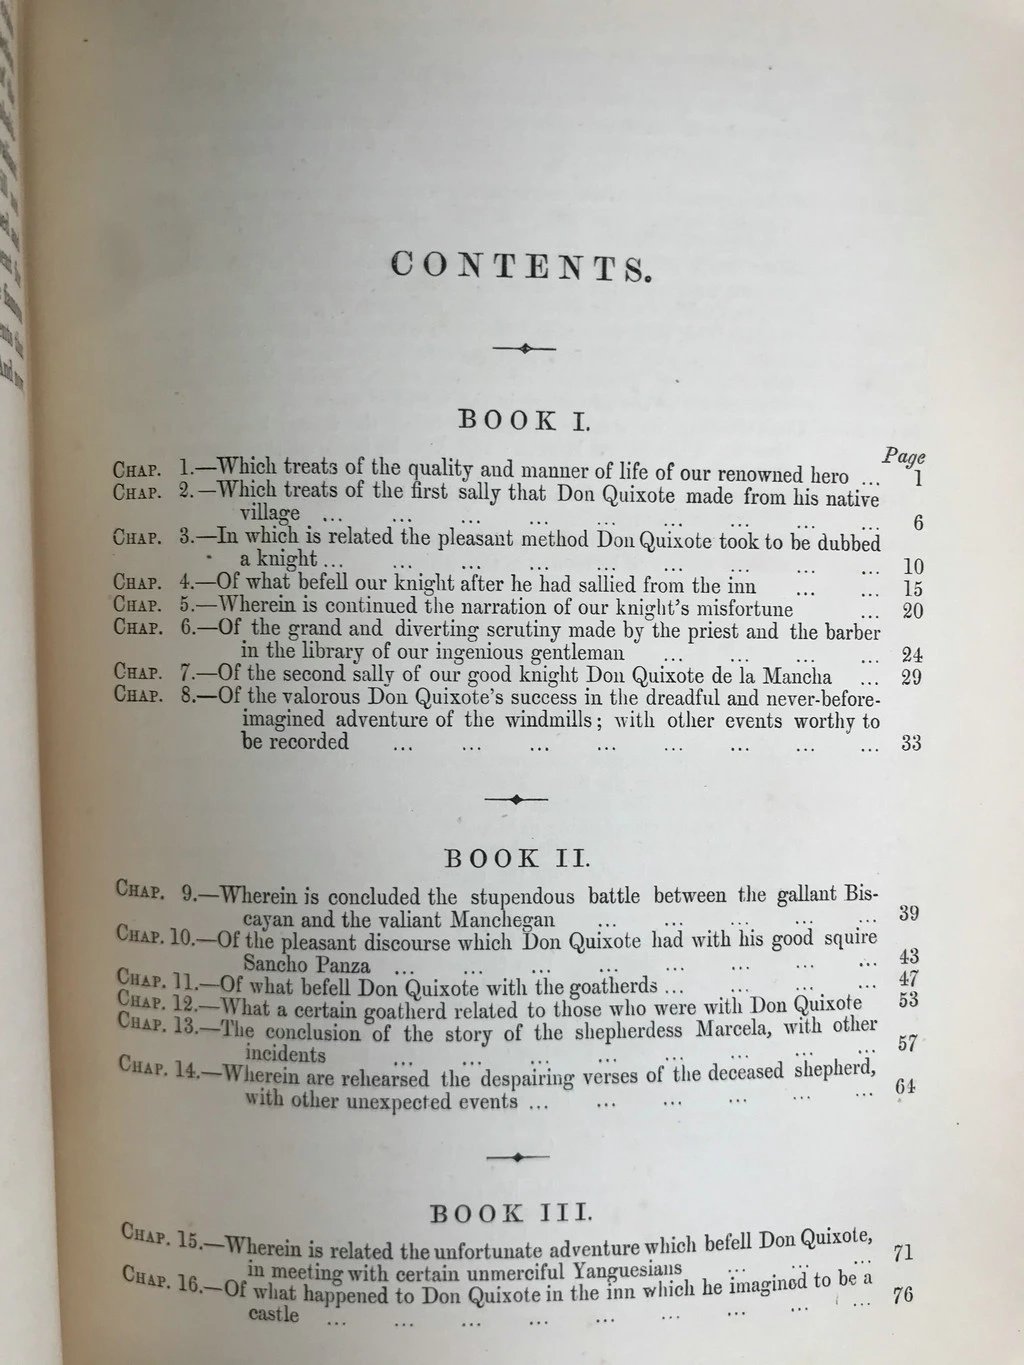 CONTENTS.
BOOK I.
Page
CHAP. 1.—Which treats of the quality and manner of life of our renowned hero ... 1
CHAP. 2.—Which treats of the first sally that Don Quixote made from his native
village ... ... ... ... ... ... ... ... ... 6
CHAP. 3.—In which is related the pleasant method Don Quixote took to be dubbed
a knight ... ... ... ... ... ... ... ... ... 10
CHAP. 4.—Of what befell our knight after he had sallied from the inn ... ... 15
CHAP. 5.—Wherein is continued the narration of our knight's misfortune ... 20
CHAP. 6.—Of the grand and diverting scrutiny made by the priest and the barber
in the library of our ingenious gentleman ... ... ... ... 24
CHAP. 7.—Of the second sally of our good knight Don Quixote de la Mancha ... 29
CHAP. 8.—Of the valorous Don Quixote's success in the dreadful and never-before-
imagined adventure of the windmills; with other events worthy to
be recorded ... ... ... ... ... ... ... ... 33
BOOK II.
CHAP. 9.—Wherein is concluded the stupendous battle between the gallant Bis-
cayan and the valiant Manchegan ... ... ... ... ... 39
CHAP. 10.—Of the pleasant discourse which Don Quixote had with his good squire
Sancho Panza ... ... ... ... ... ... ... ... 43
CHAP. 11.—Of what befell Don Quixote with the goatherds ... ... ... ... 47
CHAP. 12.—What a certain goatherd related to those who were with Don Quixote 53
CHAP. 13.—The conclusion of the story of the shepherdess Marcela, with other
incidents ... ... ... ... ... ... ... ... 57
CHAP. 14.—Wherein are rehearsed the despairing verses of the deceased shepherd,
with other unexpected events ... ... ... ... ... ... 64
BOOK III.
CHAP. 15.—Wherein is related the unfortunate adventure which befell Don Quixote,
in meeting with certain unmerciful Yanguesians ... ... ... 71
CHAP. 16.—Of what happened to Don Quixote in the inn which he imagined to be a
castle ... ... ... ... ... ... ... ... ... 76